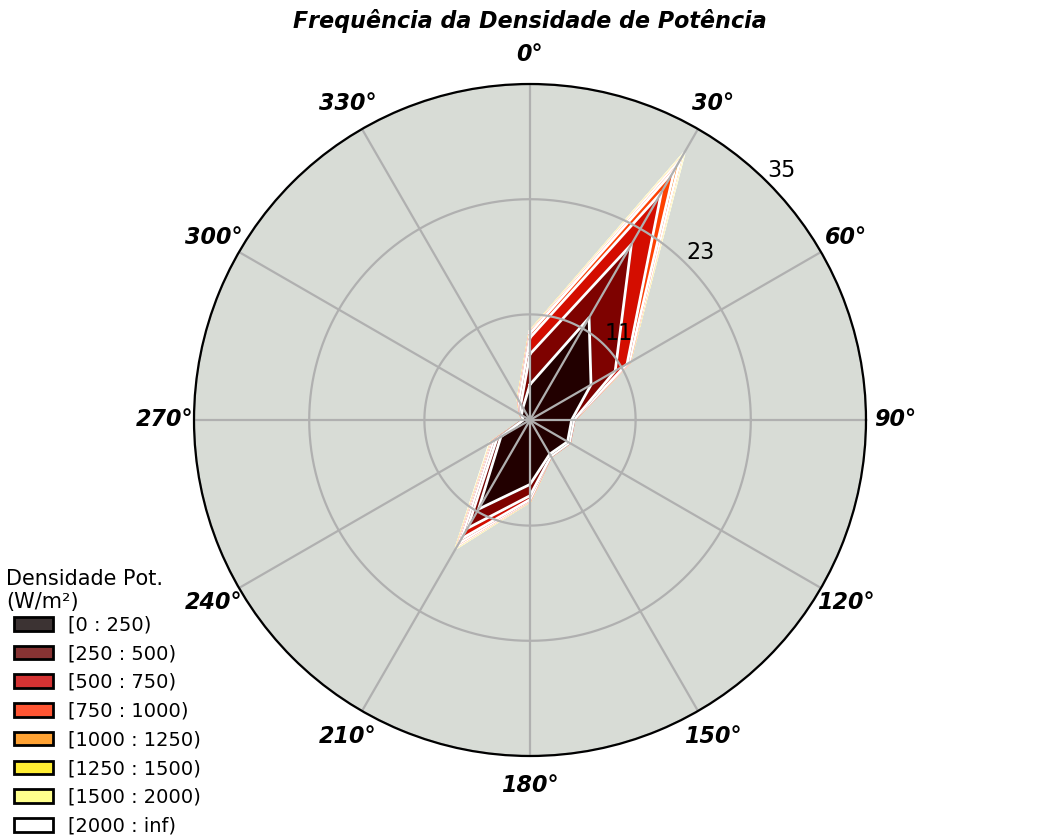 Frequência da Densidade de Potência
0°
330°
30°
35
300°
60°
23
11
270°
90°
240°
120°
210°
150°
180°
Densidade Pot.
(W/m²)
[0 : 250)
[250 : 500)
[500 : 750)
[750 : 1000)
[1000 : 1250)
[1250 : 1500)
[1500 : 2000)
[2000 : inf)